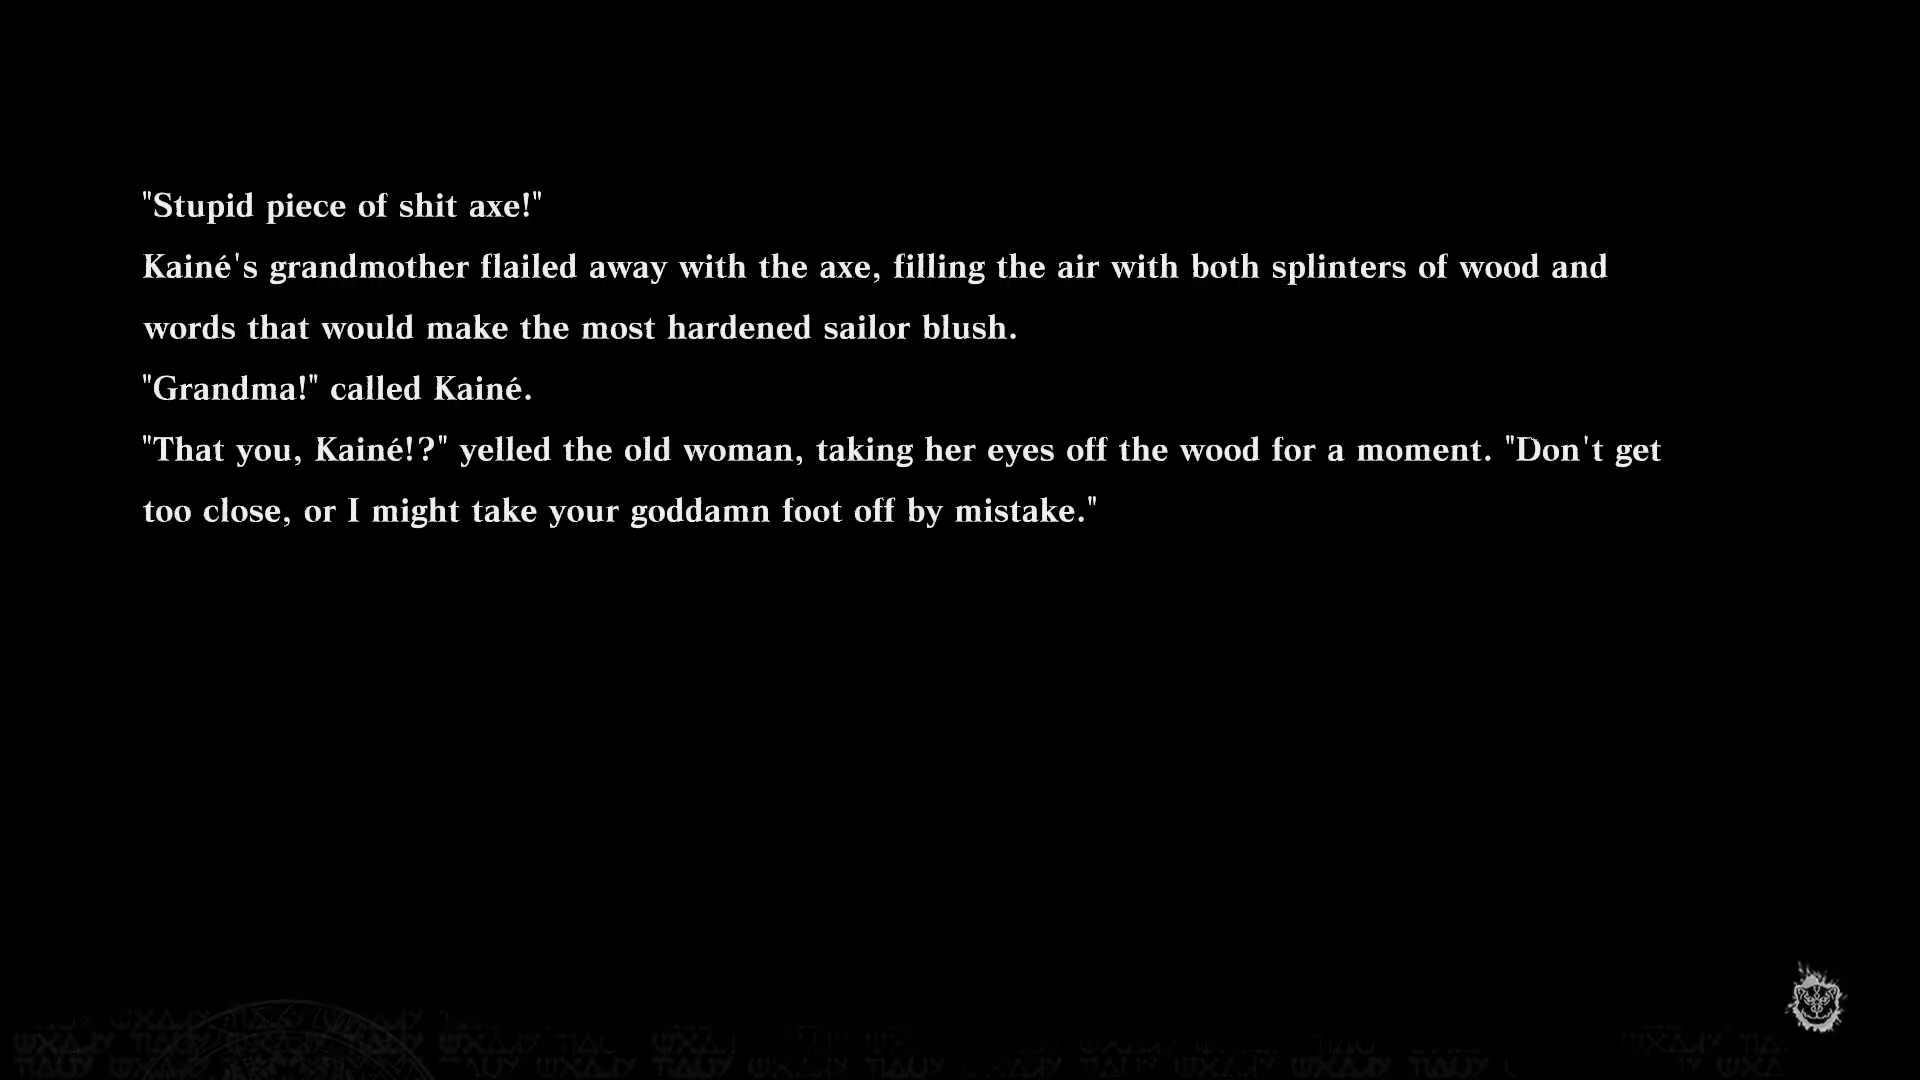 "Stupid piece of shit axe!"
Kainé's grandmother flailed away with the axe, filling the air with both splinters of wood and
words that would make the most hardened sailor blush.
"Grandma!" called Kainé.
"That you, Kainé!?" yelled the old woman, taking her eyes off the wood for a moment. "Don't get
too close, or I might take your goddamn foot off by mistake."